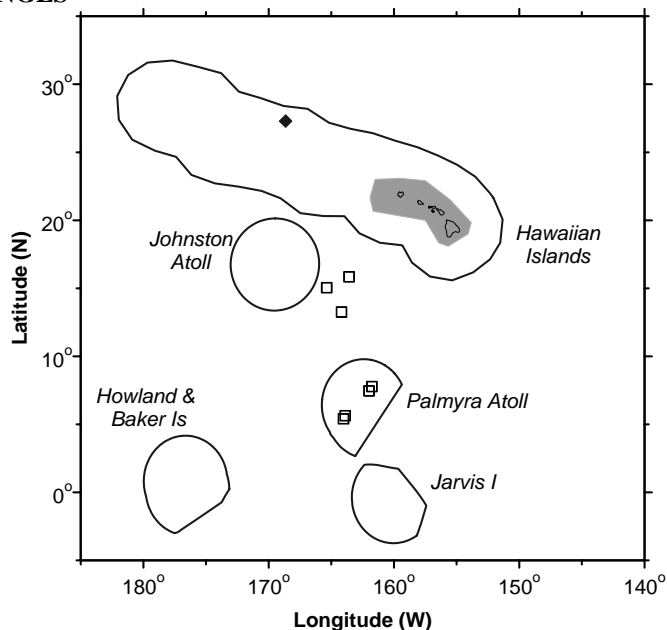 30°
20°
10°
0°
Latitude (N)
Johnston
Atoll
Hawaiian
Islands
Howland &
Baker Is
Palmyra Atoll
Jarvis I
180°
170°
160°
150°
140°
Longitude (W)